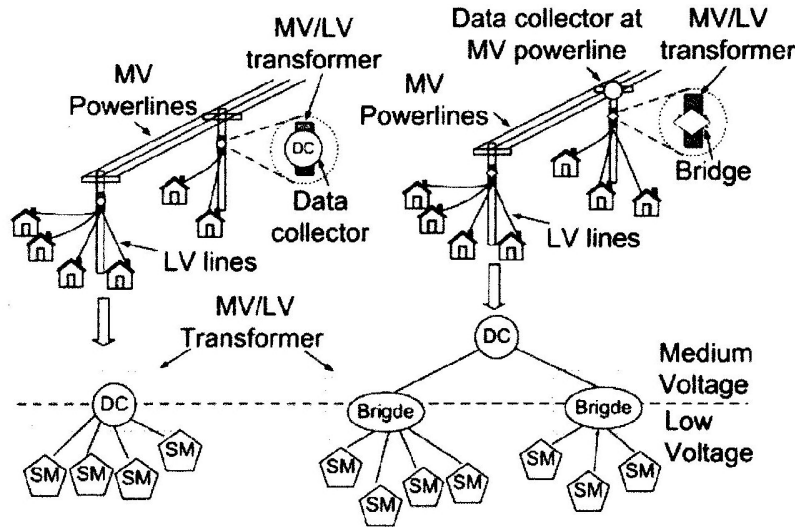 MV/LV
transformer
MV
Powerlines
DC
Data
collector
LV lines
Data collector at
MV powerline
MV/LV
transformer
MV
Powerlines
Bridge
LV lines
MV/LV
Transformer
DC
SM
SM
SM
SM
DC
Medium
Voltage
Brigde
Brigde
Low
Voltage
SM
SM
SM
SM
SM
SM
SM